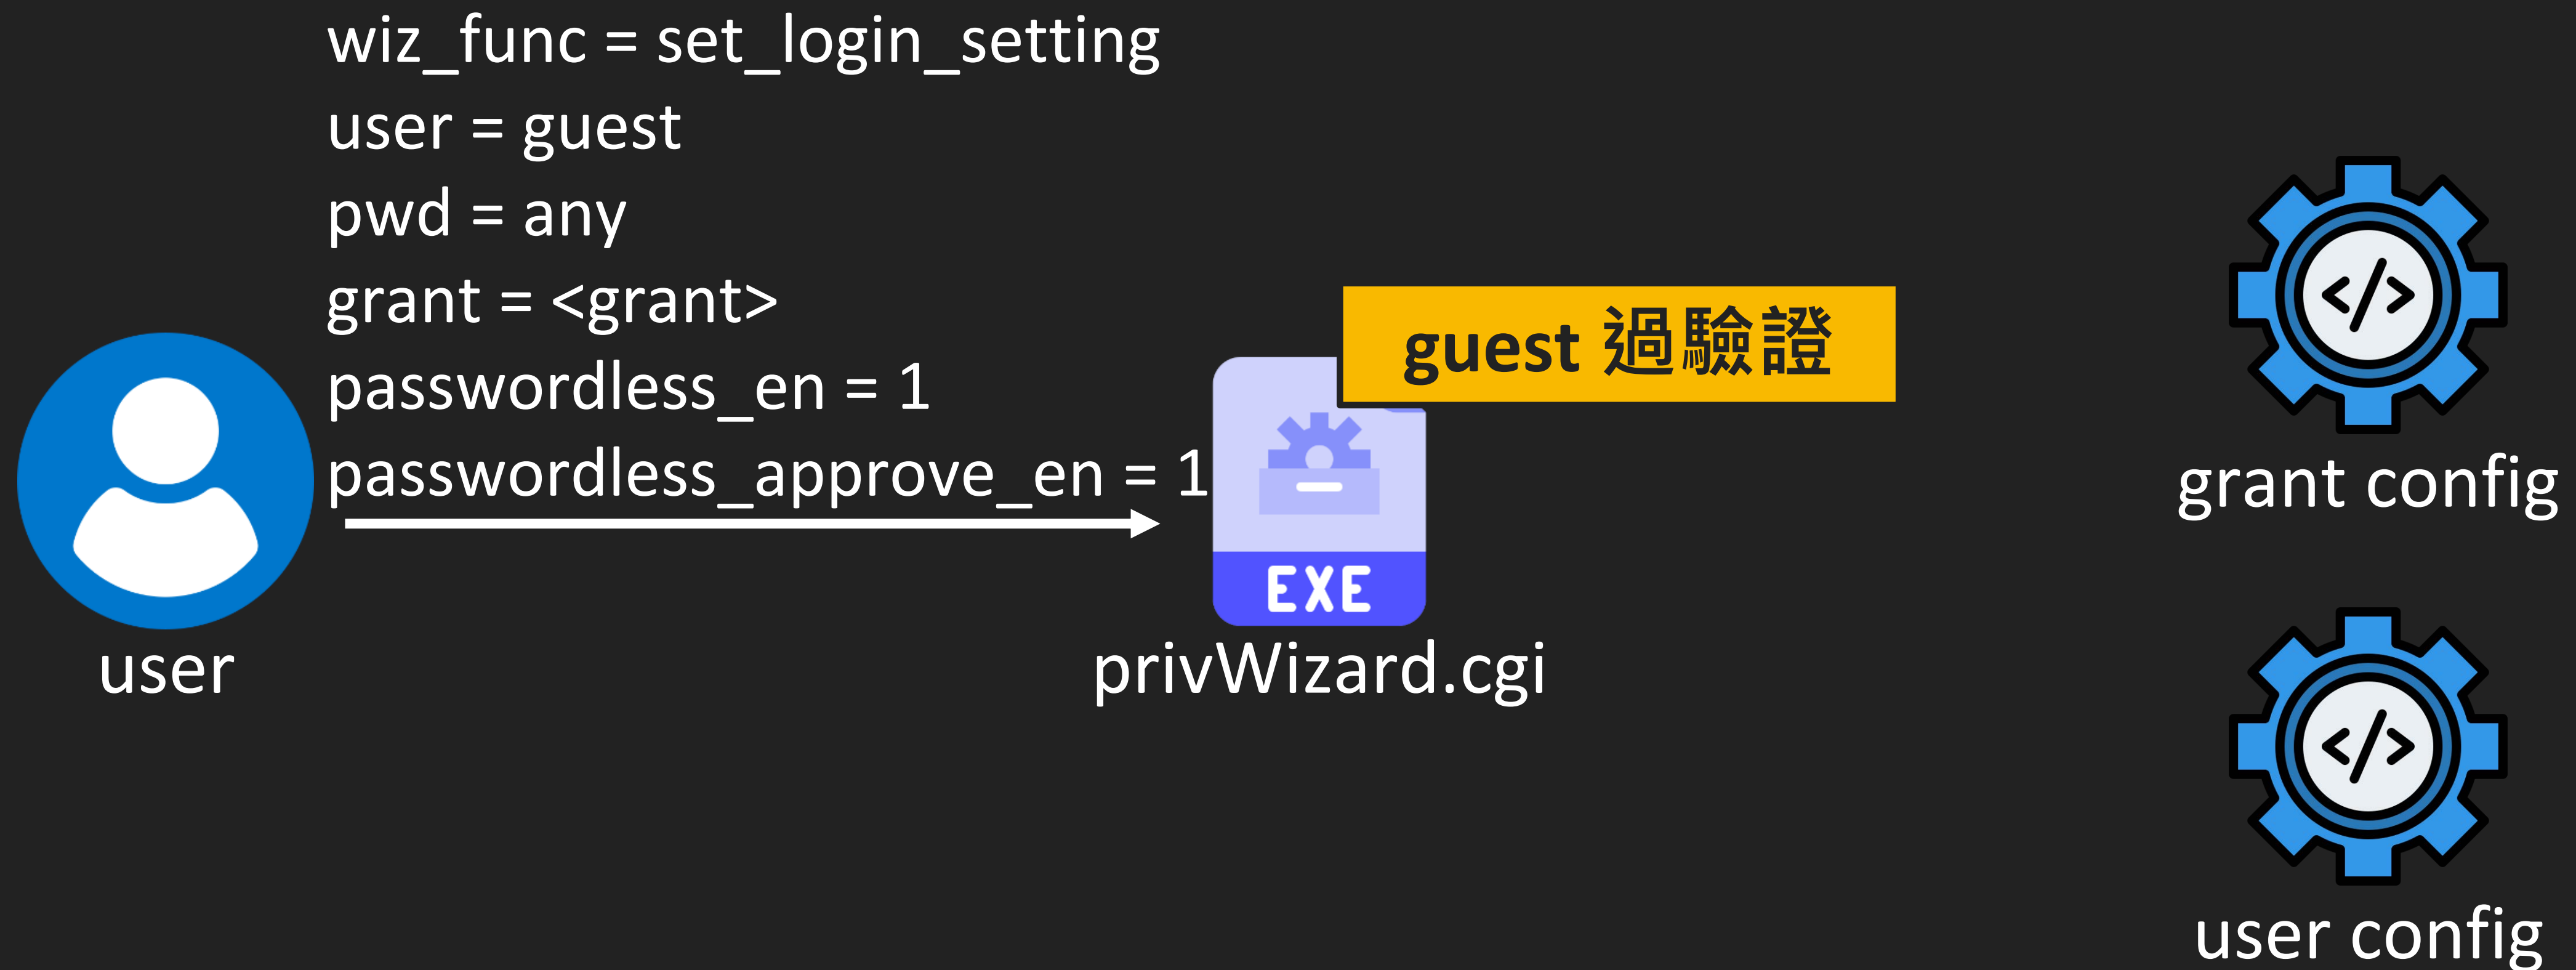 wiz_func = set_login_setting
user = guest
pwd = any
grant = <grant>
passwordless_en = 1
passwordless_approve_en = 1
user
guest 過驗證
EXE
privWizard.cgi
</>
grant config
</>
user config